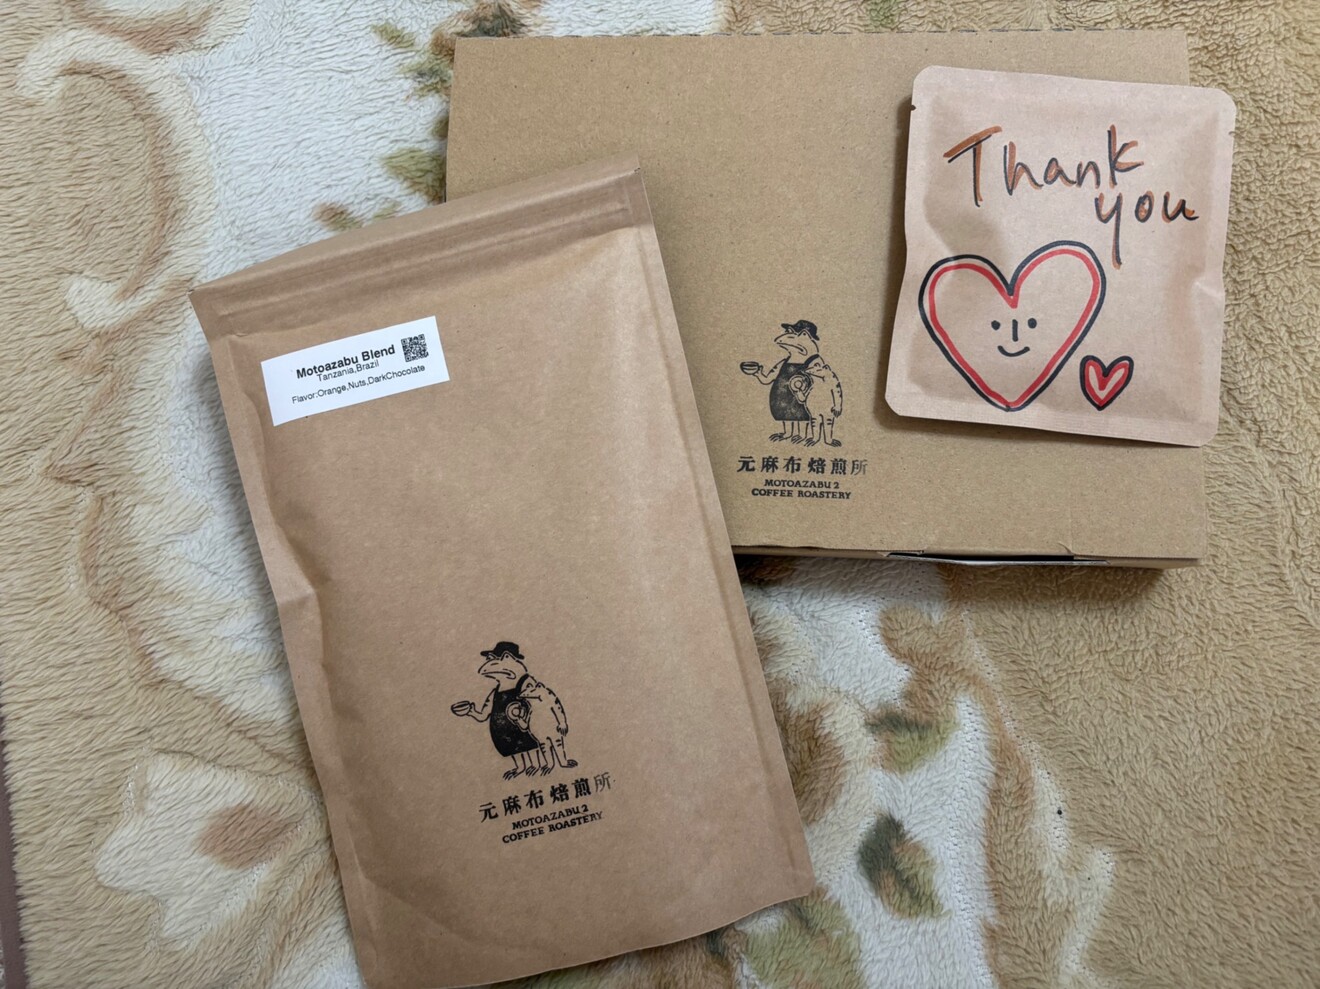 Motoazabu Blend
Tanzania,Brazil
Flavor:Orange,Nuts,DarkChocolate
元麻布焙煎所
MOTOAZABU 2
COFFEE ROASTERY
元麻布焙煎所
MOTOAZABU 2
COFFEE ROASTERY
Thank
you